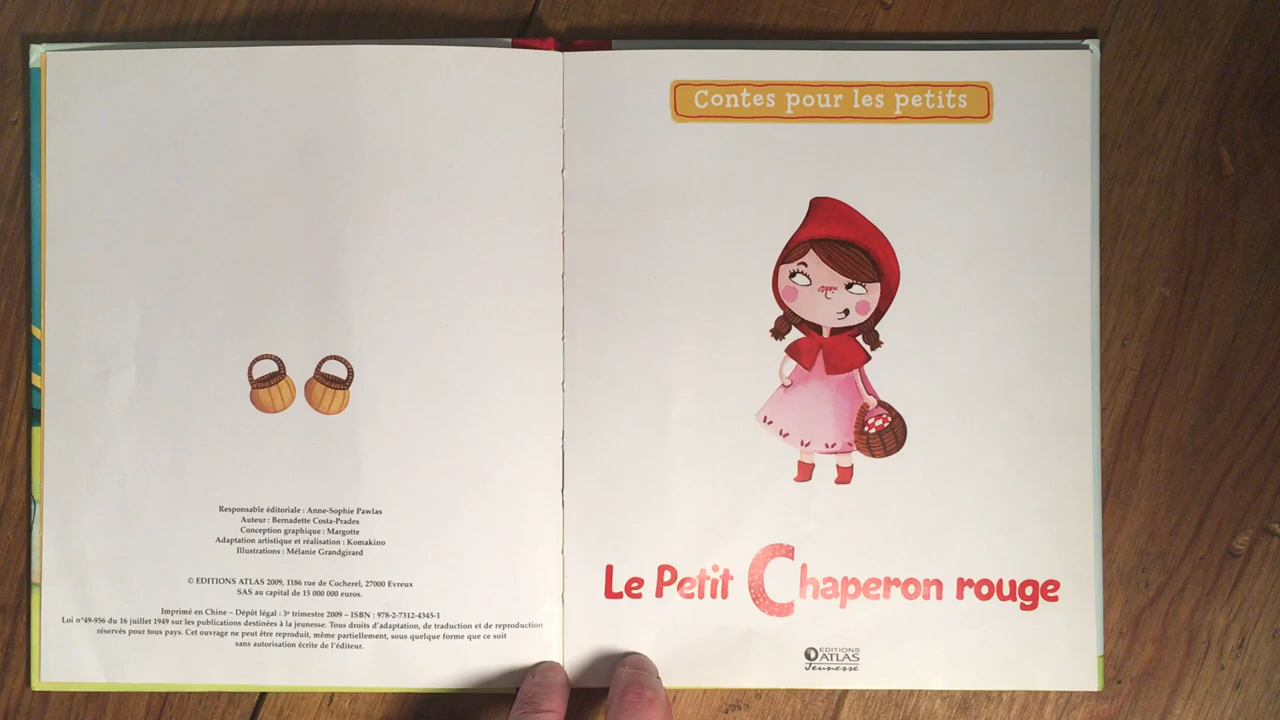 Responsable éditoriale : Anne-Sophie Pawlas
Auteur : Bernadette Costa-Prades
Conception graphique : Margotte
Adaptation artistique et réalisation : Komakino
Illustrations : Mélanie Grandgirard
© EDITIONS ATLAS 2009, 1186 rue de Cocherel, 27000 Evreux
SAS au capital de 15 000 000 euros.
Imprimé en Chine – Dépôt légal : 3e trimestre 2009 – ISBN : 978-2-7312-4345-1
Loi n°49-956 du 16 juillet 1949 sur les publications destinées à la jeunesse. Tous droits d'adaptation, de traduction et de reproduction
réservés pour tous pays. Cet ouvrage ne peut être reproduit, même partiellement, sous quelque forme que ce soit
sans autorisation écrite de l'éditeur.
Contes pour les petits
Le Petit Chaperon rouge
EDITIONS
ATLAS
Jeunesse